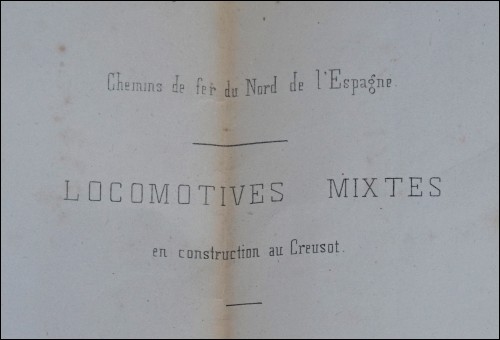 Chemins de fer du Nord de l'Espagne.
LOCOMOTIVES MIXTES
en construction au Creusot.